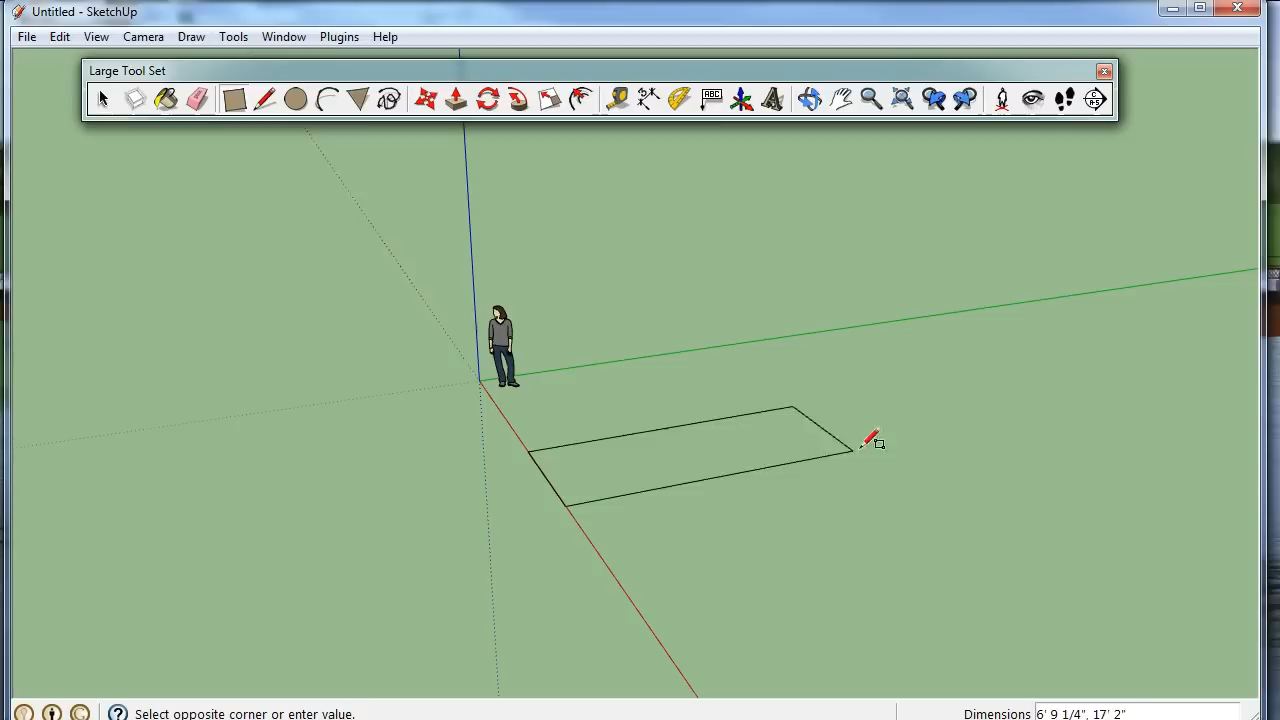 Untitled - SketchUp
File Edit View Camera Draw Tools Window Plugins Help
Large Tool Set
ABC
A
Select opposite corner or enter value.
Dimensions 6' 9 1/4", 17' 2"